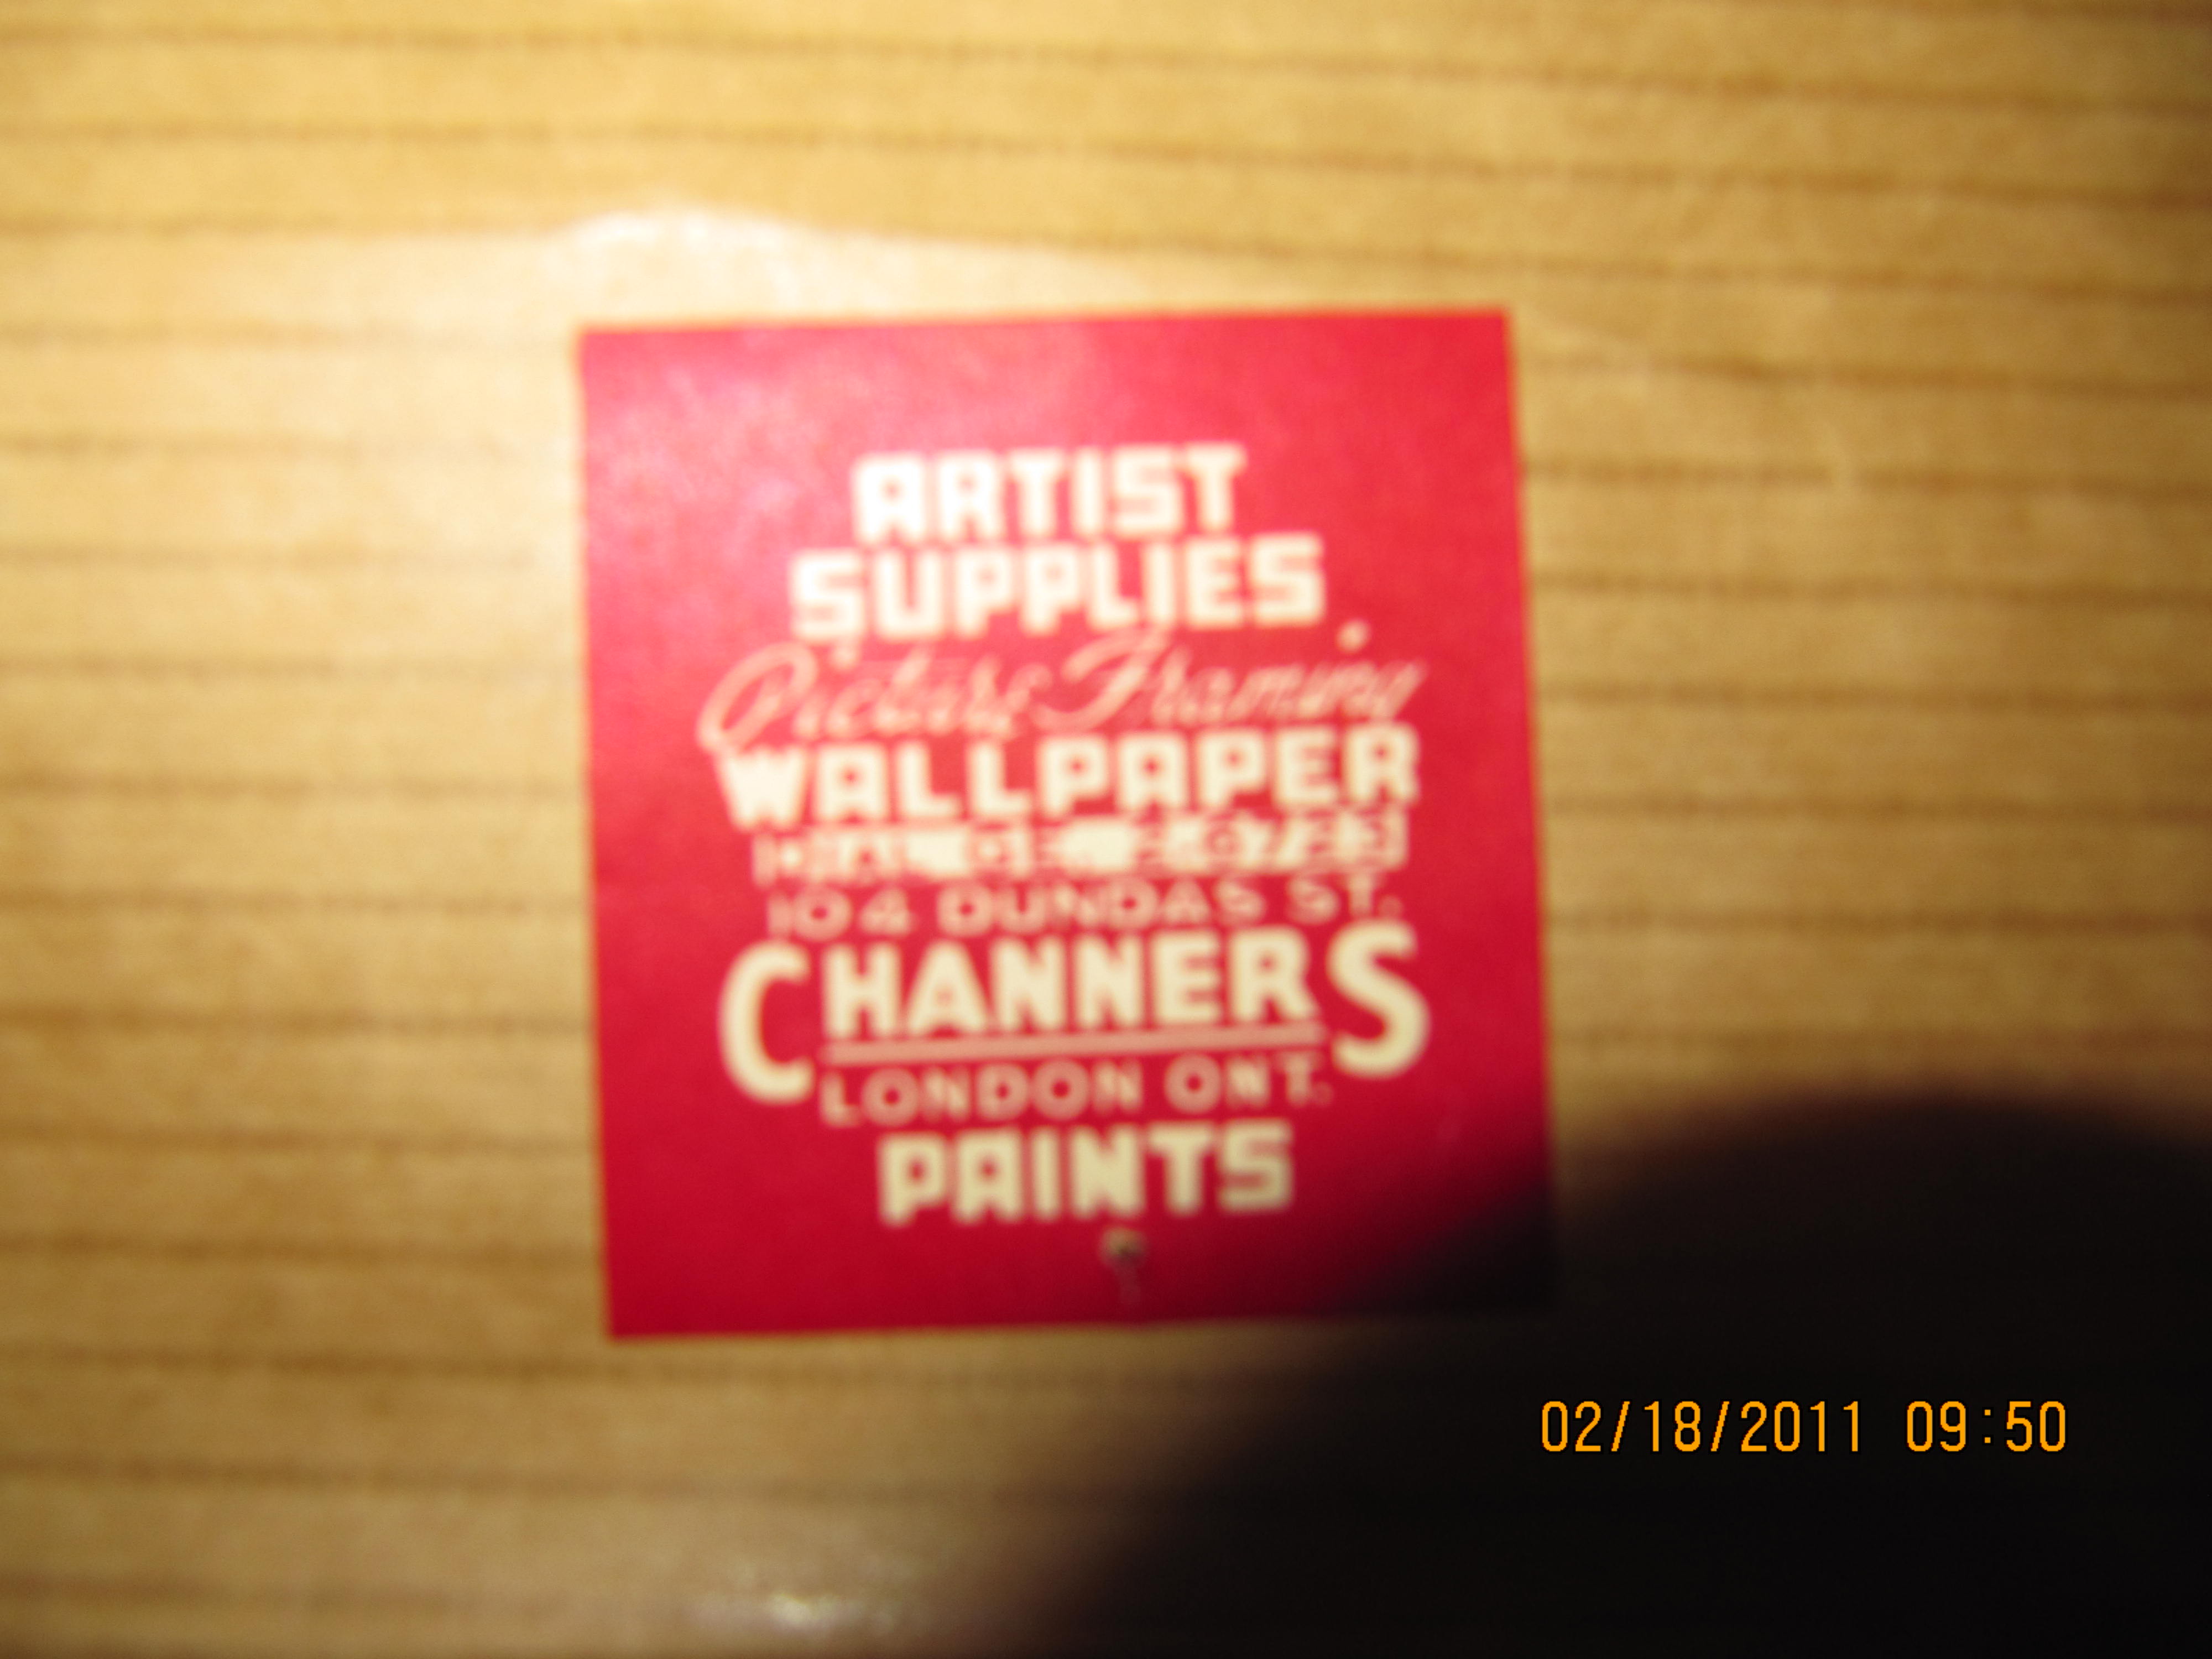 ARTIST
SUPPLIES
Picture Framing
WALLPAPER
104 DUNDAS ST.
CHANNERS
LONDON ONT.
PAINTS
02/18/2011 09:50